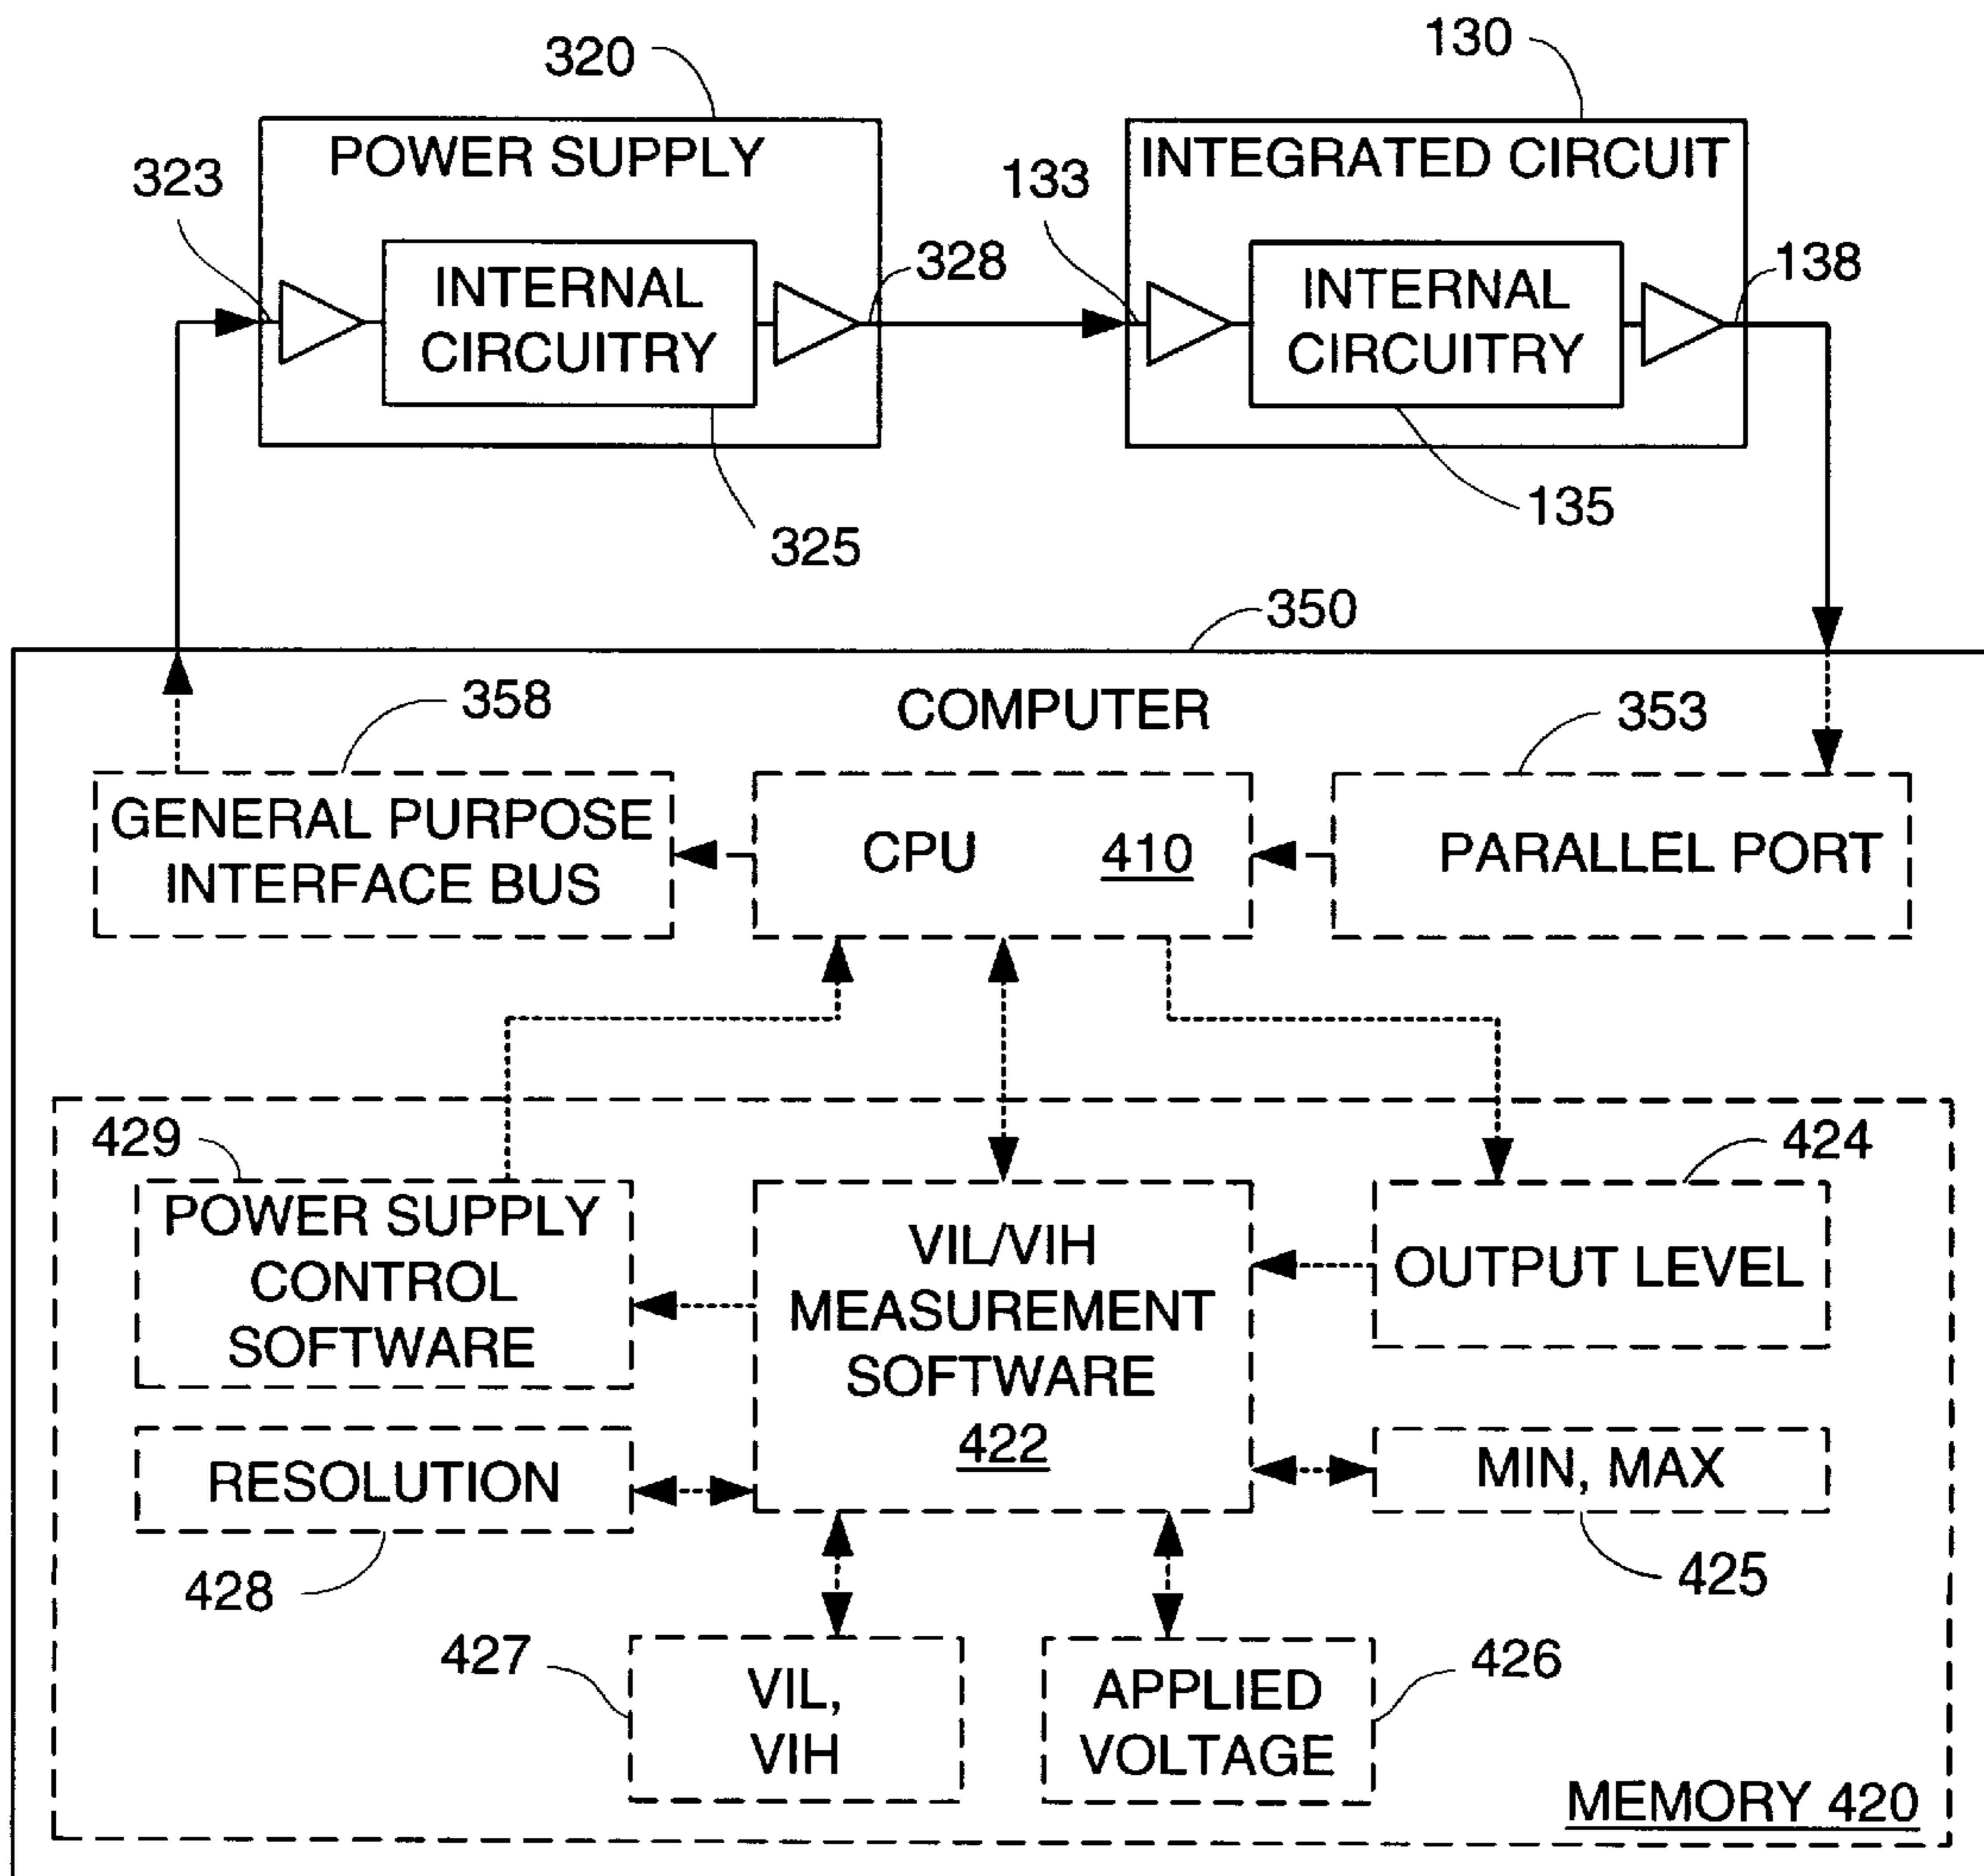 320
130
POWER SUPPLY
INTEGRATED CIRCUIT
323
133
328
138
INTERNAL
CIRCUITRY
INTERNAL
CIRCUITRY
325
135
350
COMPUTER
358
353
GENERAL PURPOSE
INTERFACE BUS
CPU 410
PARALLEL PORT
429
424
POWER SUPPLY
CONTROL
SOFTWARE
VIL/VIH
MEASUREMENT
SOFTWARE
422
OUTPUT LEVEL
RESOLUTION
MIN, MAX
428
425
427
426
VIL,
VIH
APPLIED
VOLTAGE
MEMORY 420